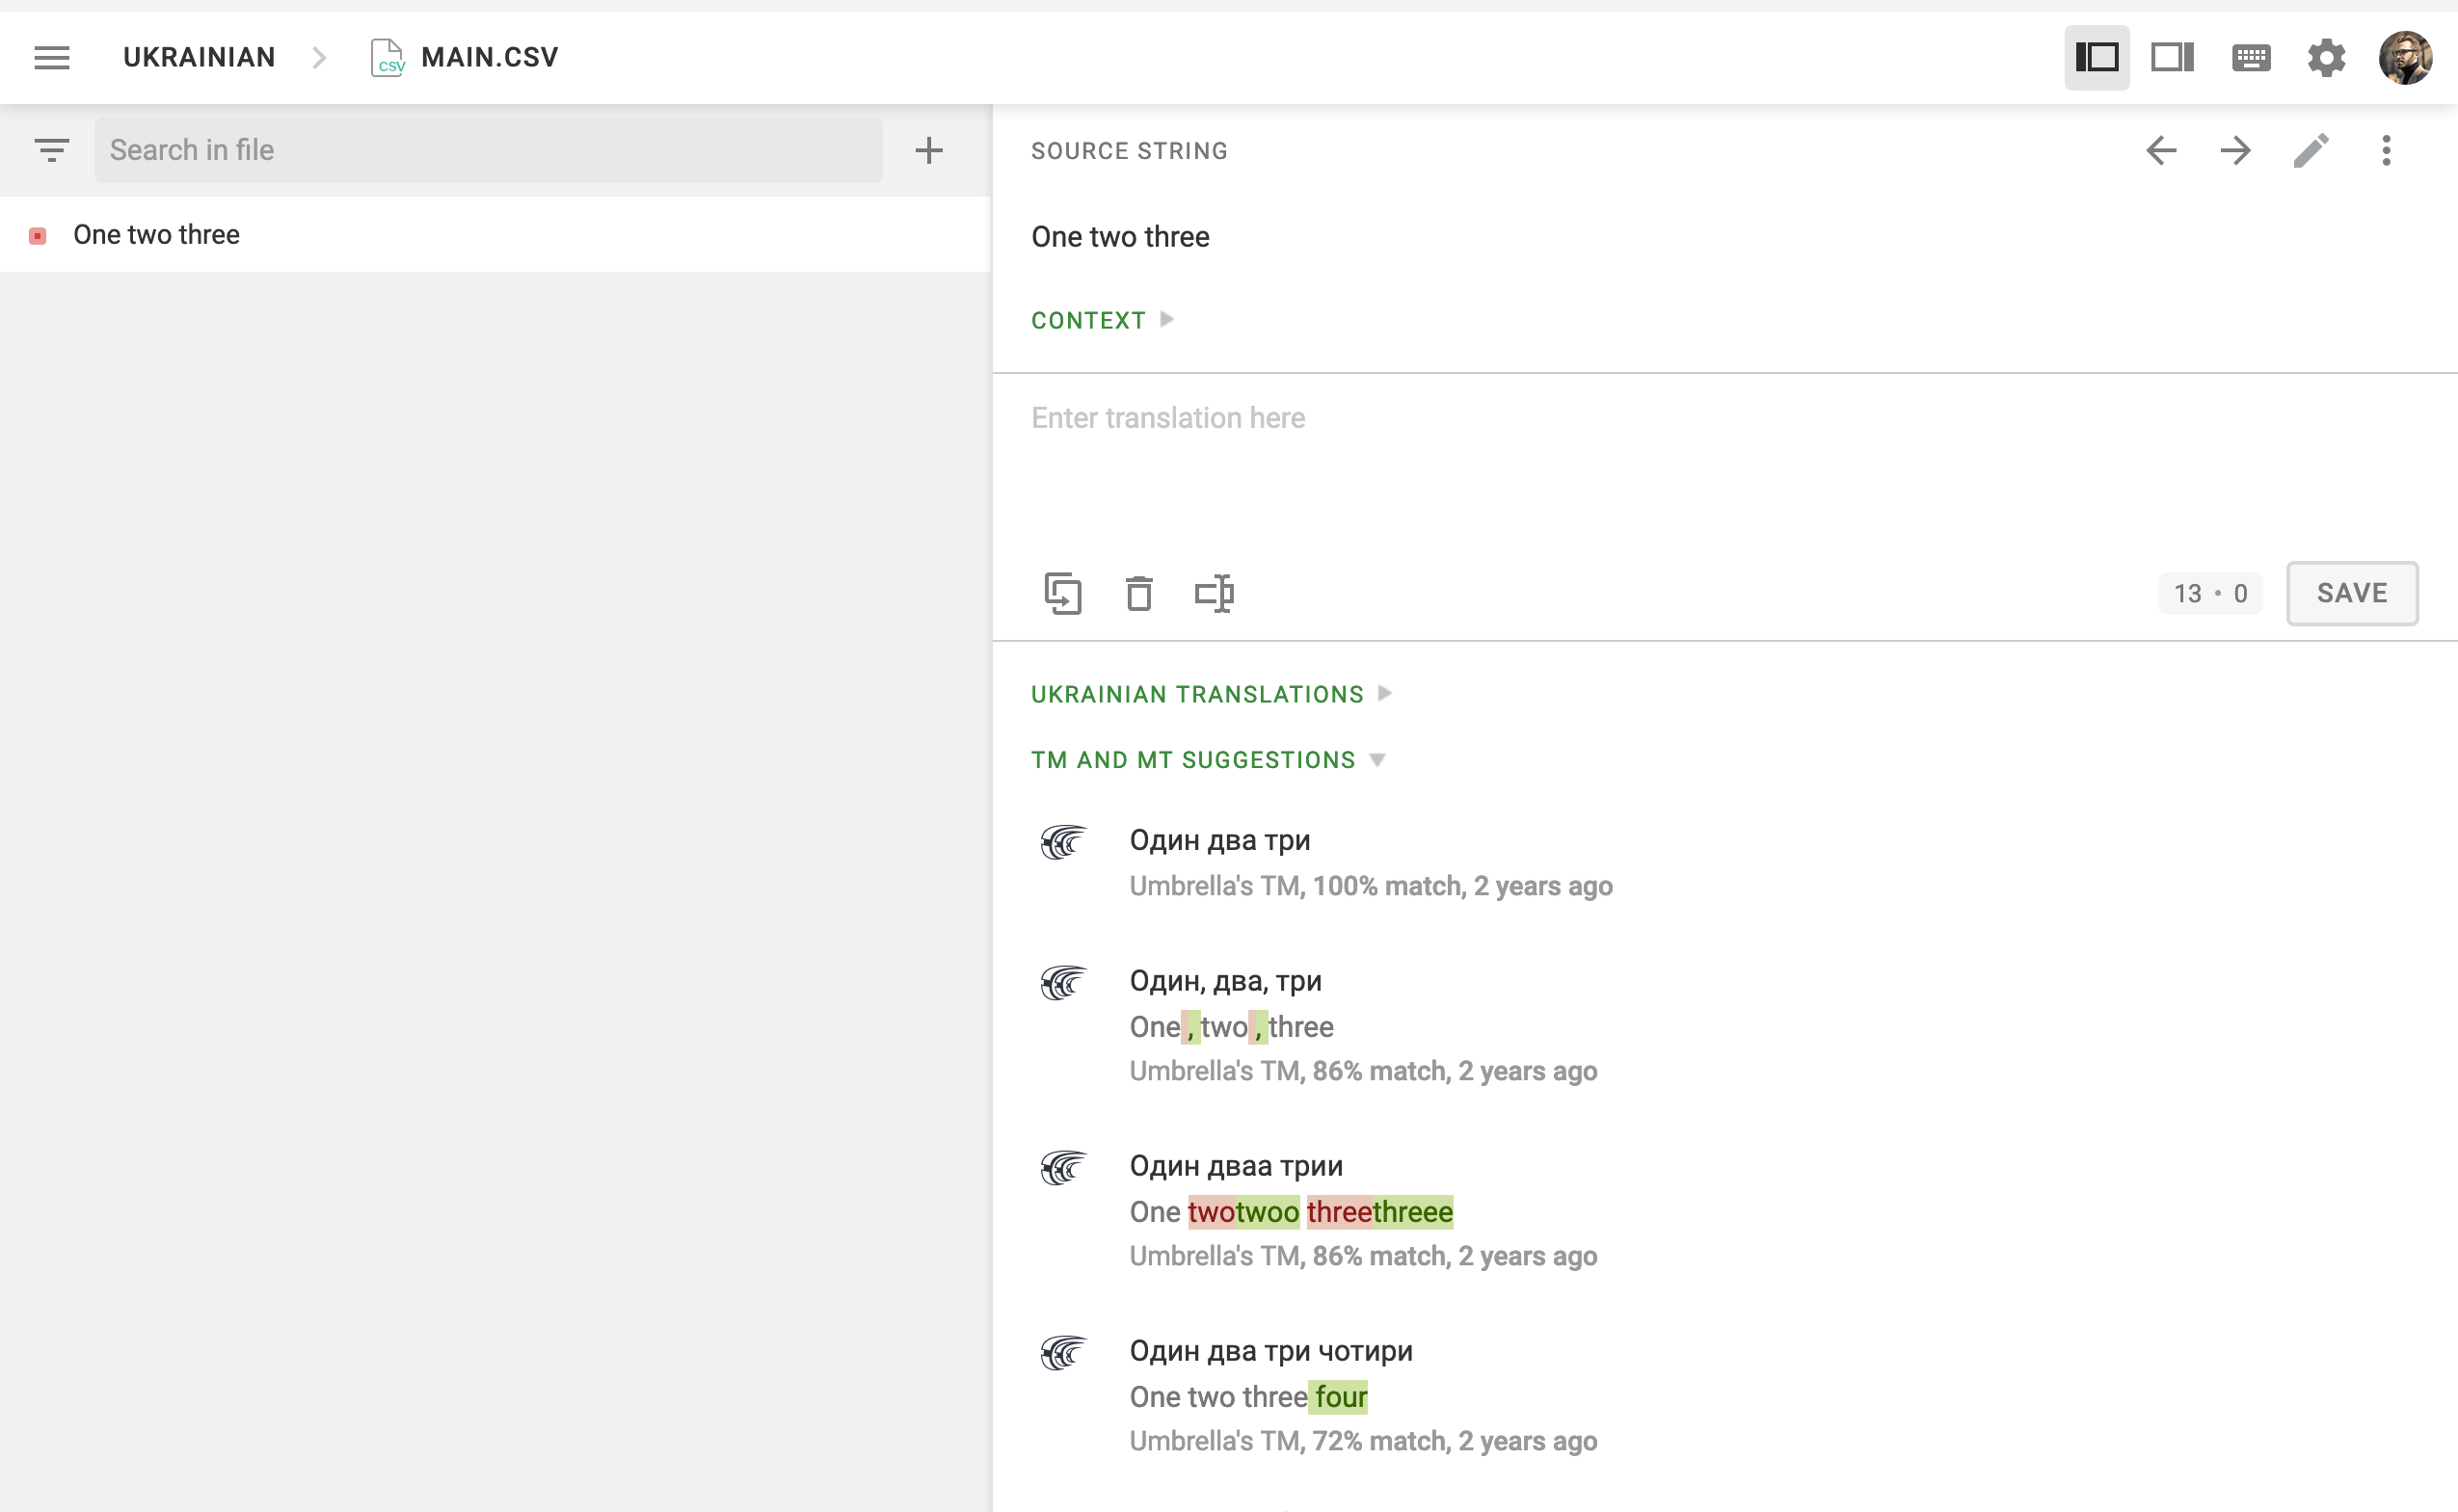 UKRAINIAN
CSV
MAIN.CSV
Search in file
One two three
SOURCE STRING
One two three
CONTEXT
Enter translation here
13 • 0
SAVE
UKRAINIAN TRANSLATIONS
TM AND MT SUGGESTIONS
Один два три
Umbrella's TM, 100% match, 2 years ago
Один, два, три
One , two , three
Umbrella's TM, 86% match, 2 years ago
Один дваа трии
One twotwoo threethreee
Umbrella's TM, 86% match, 2 years ago
Один два три чотири
One two three four
Umbrella's TM, 72% match, 2 years ago